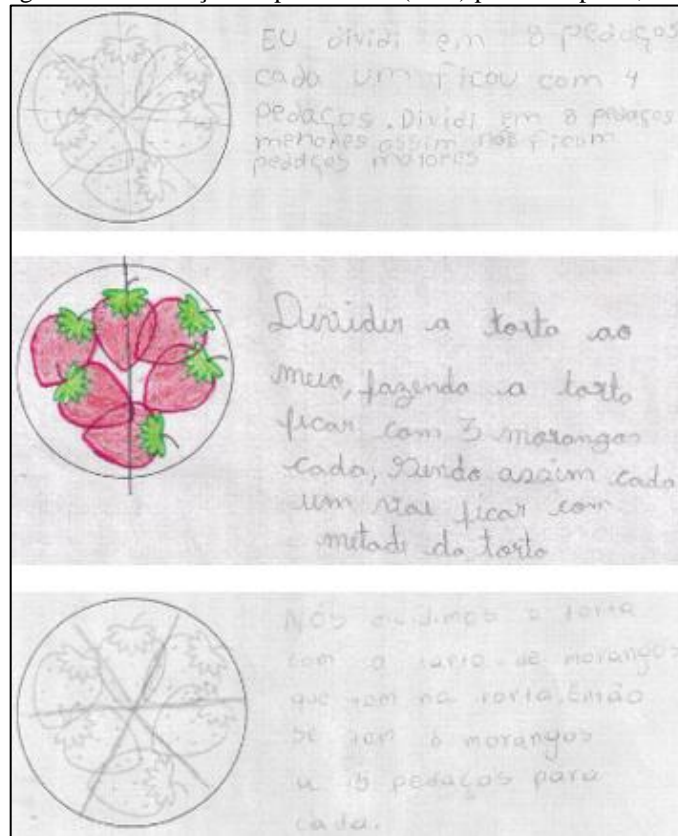 EU dividi em 8 pedaços
cada um ficou com 4
pedaços. Dividi em 8 pedaços
menores assim não ficam
pedaços maiores
Dividir a torta ao
meio, fazendo a torta
ficar com 3 morangos
cada, sendo assim cada
um vai ficar com
metade da torta
NÓS dividimos a torta
com o tanto de morangos
que tem na torta. Então
se tem 6 morangos
pedaços para
cada.